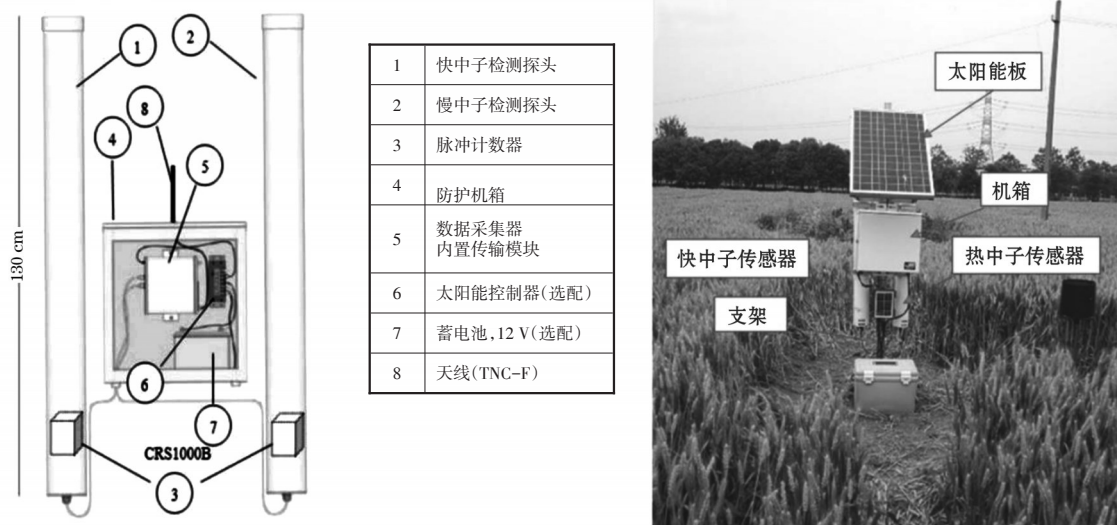 130 cm
1
2
8
4
5
6
7
CRS1000B
3
1 快中子检测探头
2 慢中子检测探头
3 脉冲计数器
4 防护机箱
5 数据采集器
内置传输模块
6 太阳能控制器(选配)
7 蓄电池,12 V(选配)
8 天线(TNC-F)
太阳能板
机箱
快中子传感器
热中子传感器
支架